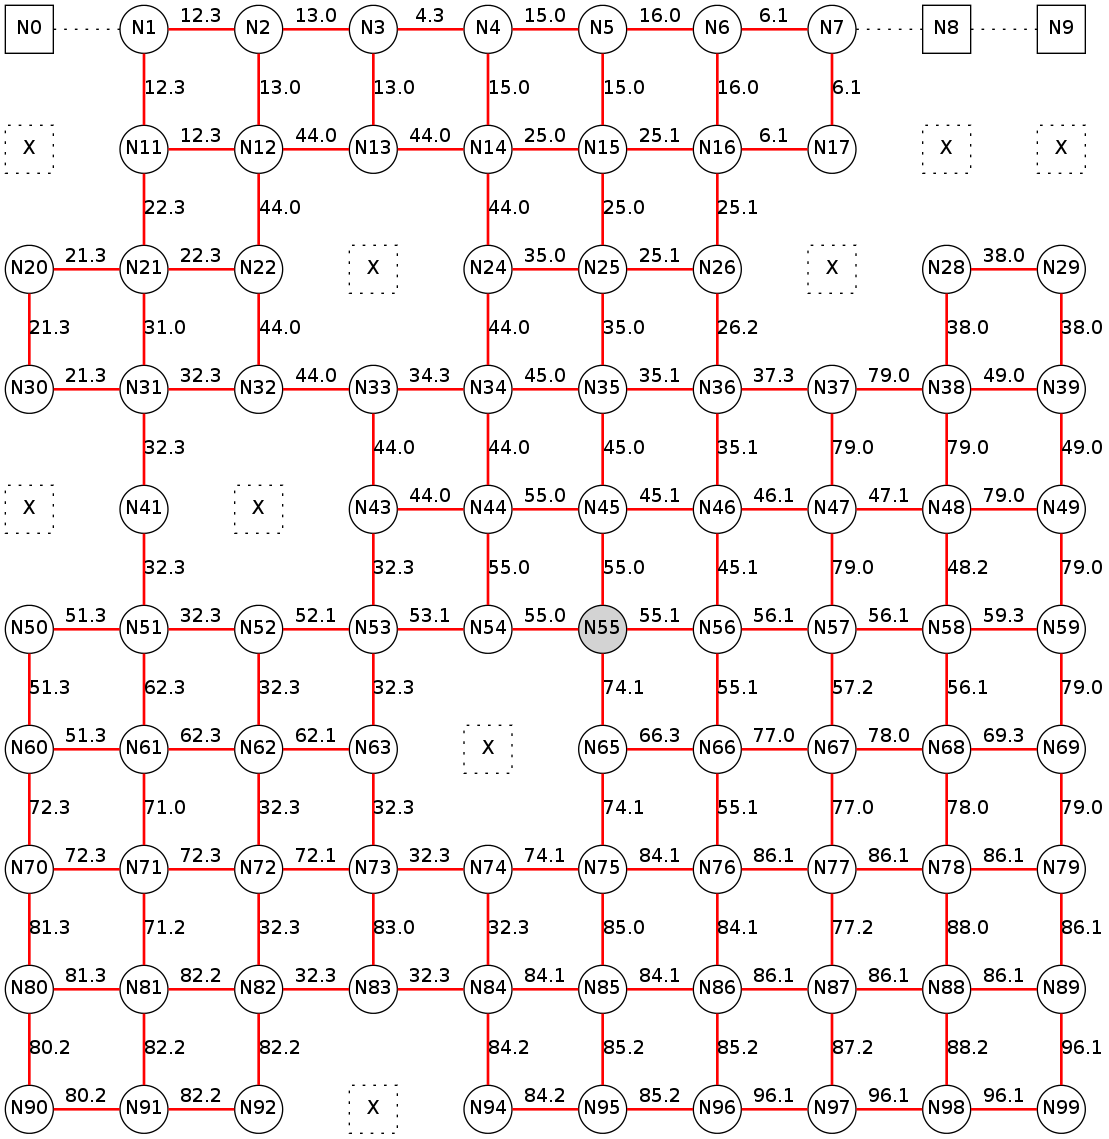 N0 N1 12.3 N2 13.0 N3 4.3 N4 15.0 N5 16.0 N6 6.1 N7 N8 N9
12.3 13.0 13.0 15.0 15.0 16.0 6.1
X N11 12.3 N12 44.0 N13 44.0 N14 25.0 N15 25.1 N16 6.1 N17 X X
22.3 44.0 44.0 25.0 25.1
N20 21.3 N21 22.3 N22 X N24 35.0 N25 25.1 N26 X N28 38.0 N29
21.3 31.0 44.0 44.0 35.0 26.2 38.0 38.0
N30 21.3 N31 32.3 N32 44.0 N33 34.3 N34 45.0 N35 35.1 N36 37.3 N37 79.0 N38 49.0 N39
32.3 44.0 44.0 45.0 35.1 79.0 79.0 49.0
X N41 X N43 44.0 N44 55.0 N45 45.1 N46 46.1 N47 47.1 N48 79.0 N49
32.3 32.3 55.0 55.0 45.1 79.0 48.2 79.0
N50 51.3 N51 32.3 N52 52.1 N53 53.1 N54 55.0 N55 55.1 N56 56.1 N57 56.1 N58 59.3 N59
51.3 62.3 32.3 32.3 74.1 55.1 57.2 56.1 79.0
N60 51.3 N61 62.3 N62 62.1 N63 X N65 66.3 N66 77.0 N67 78.0 N68 69.3 N69
72.3 71.0 32.3 32.3 74.1 55.1 77.0 78.0 79.0
N70 72.3 N71 72.3 N72 72.1 N73 32.3 N74 74.1 N75 84.1 N76 86.1 N77 86.1 N78 86.1 N79
81.3 71.2 32.3 83.0 32.3 85.0 84.1 77.2 88.0 86.1
N80 81.3 N81 82.2 N82 32.3 N83 32.3 N84 84.1 N85 84.1 N86 86.1 N87 86.1 N88 86.1 N89
80.2 82.2 82.2 84.2 85.2 85.2 87.2 88.2 96.1
N90 80.2 N91 82.2 N92 X N94 84.2 N95 85.2 N96 96.1 N97 96.1 N98 96.1 N99